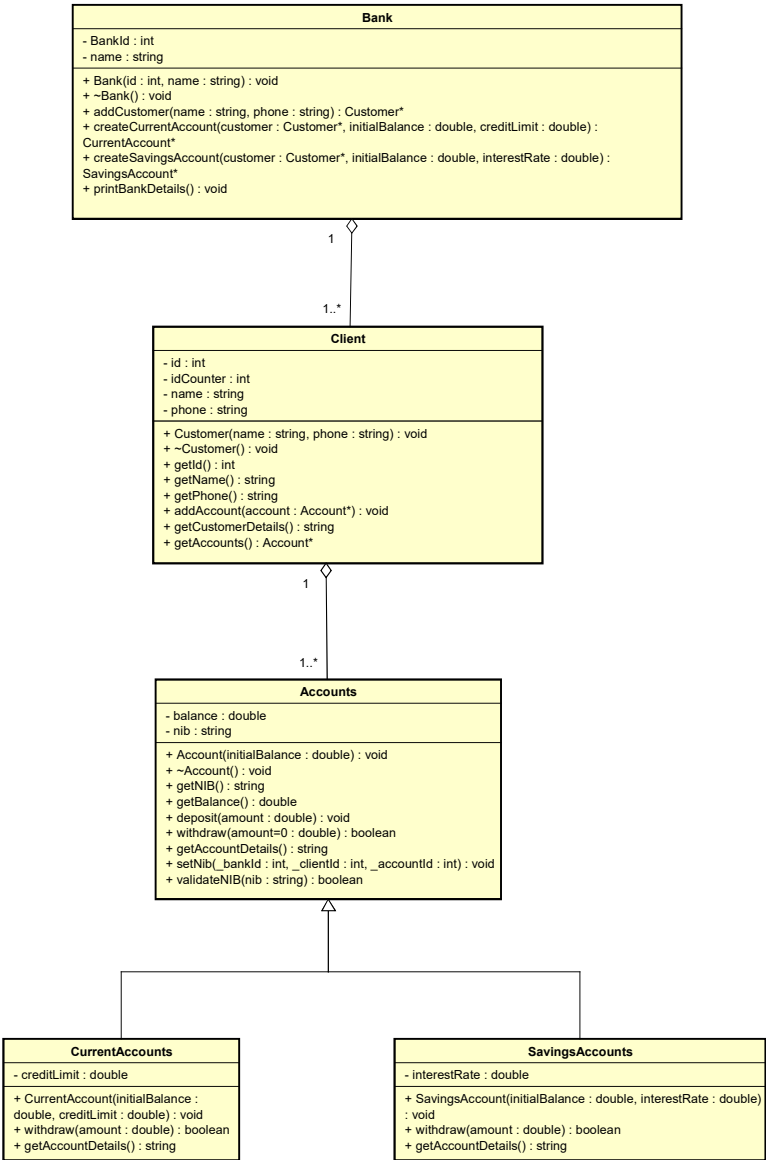 Bank
- BankId : int
- name : string
+ Bank(id : int, name : string) : void
+ ~Bank() : void
+ addCustomer(name : string, phone : string) : Customer*
+ createCurrentAccount(customer : Customer*, initialBalance : double, creditLimit : double) :
CurrentAccount*
+ createSavingsAccount(customer : Customer*, initialBalance : double, interestRate : double) :
SavingsAccount*
+ printBankDetails() : void
1
1..*
Client
- id : int
- idCounter : int
- name : string
- phone : string
+ Customer(name : string, phone : string) : void
+ ~Customer() : void
+ getId() : int
+ getName() : string
+ getPhone() : string
+ addAccount(account : Account*) : void
+ getCustomerDetails() : string
+ getAccounts() : Account*
1
1..*
Accounts
- balance : double
- nib : string
+ Account(initialBalance : double) : void
+ ~Account() : void
+ getNIB() : string
+ getBalance() : double
+ deposit(amount : double) : void
+ withdraw(amount=0 : double) : boolean
+ getAccountDetails() : string
+ setNib(_bankId : int, _clientId : int, _accountId : int) : void
+ validateNIB(nib : string) : boolean
CurrentAccounts
- creditLimit : double
+ CurrentAccount(initialBalance :
double, creditLimit : double) : void
+ withdraw(amount : double) : boolean
+ getAccountDetails() : string
SavingsAccounts
- interestRate : double
+ SavingsAccount(initialBalance : double, interestRate : double)
: void
+ withdraw(amount : double) : boolean
+ getAccountDetails() : string